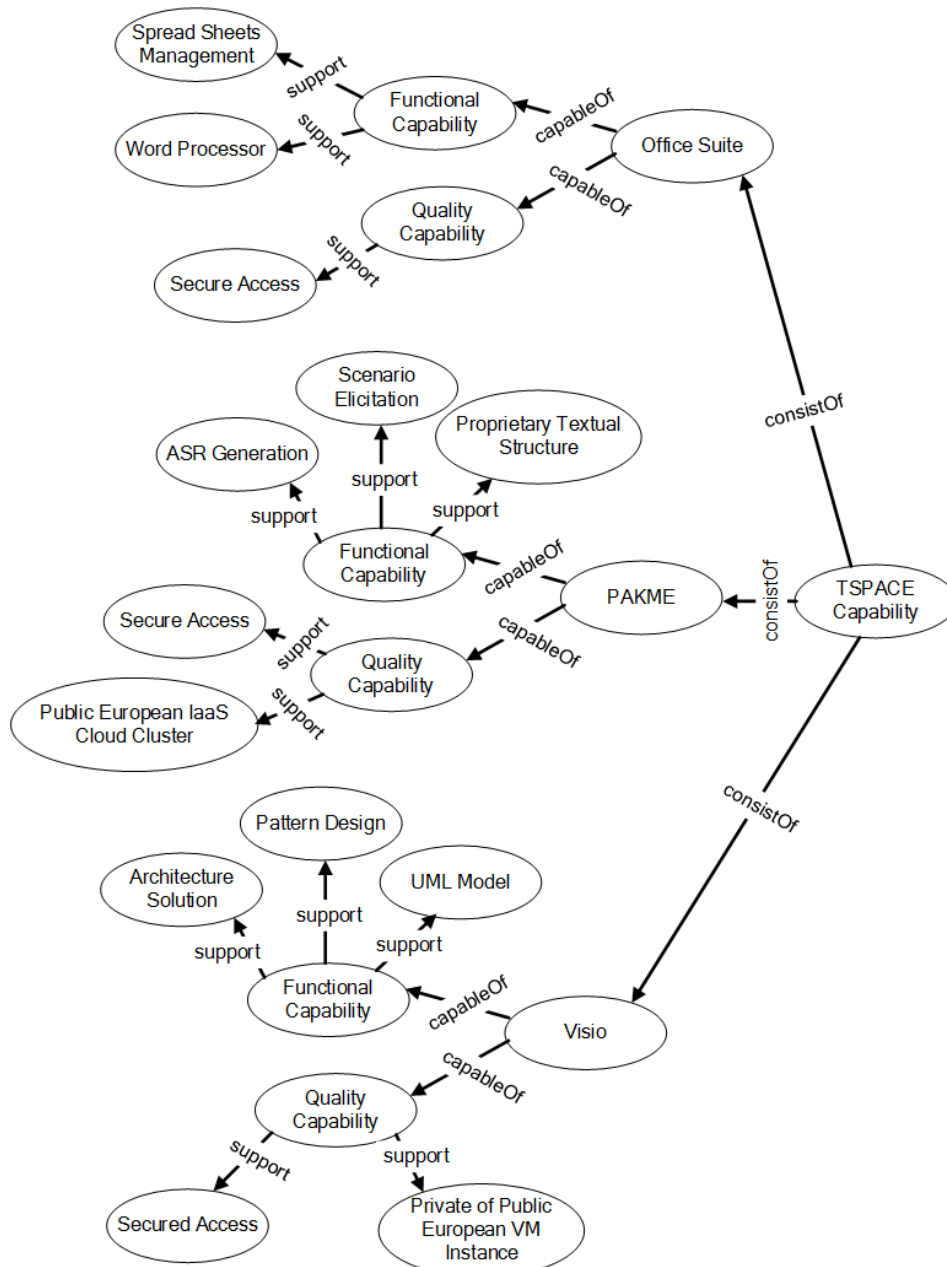 Spread Sheets
Management
support
Functional
Capability
capableOf
Word Processor
support
Office Suite
capableOf
Quality
Capability
support
Secure Access
consistOf
Scenario
Elicitation
Proprietary Textual
Structure
ASR Generation
support
support
support
Functional
Capability
capableOf
PAKME
consistOf
TSPACE
Capability
Secure Access
support
capableOf
Quality
Capability
support
Public European IaaS
Cloud Cluster
consistOf
Pattern Design
Architecture
Solution
UML Model
support
support
support
Functional
Capability
capableOf
Visio
capableOf
Quality
Capability
support
support
Secured Access
Private of Public
European VM
Instance